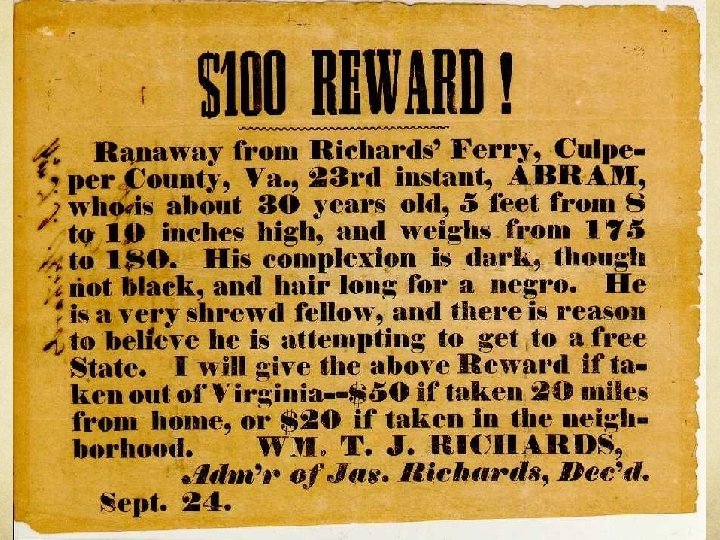 $100 REWARD!
Ranaway from Richards' Ferry, Culpe-
per County, Va., 23rd instant, ABRAM,
who is about 30 years old, 5 feet from 8
to 10 inches high, and weighs from 175
to 180. His complexion is dark, though
not black, and hair long for a negro. He
is a very shrewd fellow, and there is reason
to believe he is attempting to get to a free
State. I will give the above Reward if ta-
ken out of Virginia--$50 if taken 20 miles
from home, or $20 if taken in the neigh-
borhood. WM. T. J. RICHARDS,
Adm'r of Jas. Richards, Dec'd.
Sept. 24.